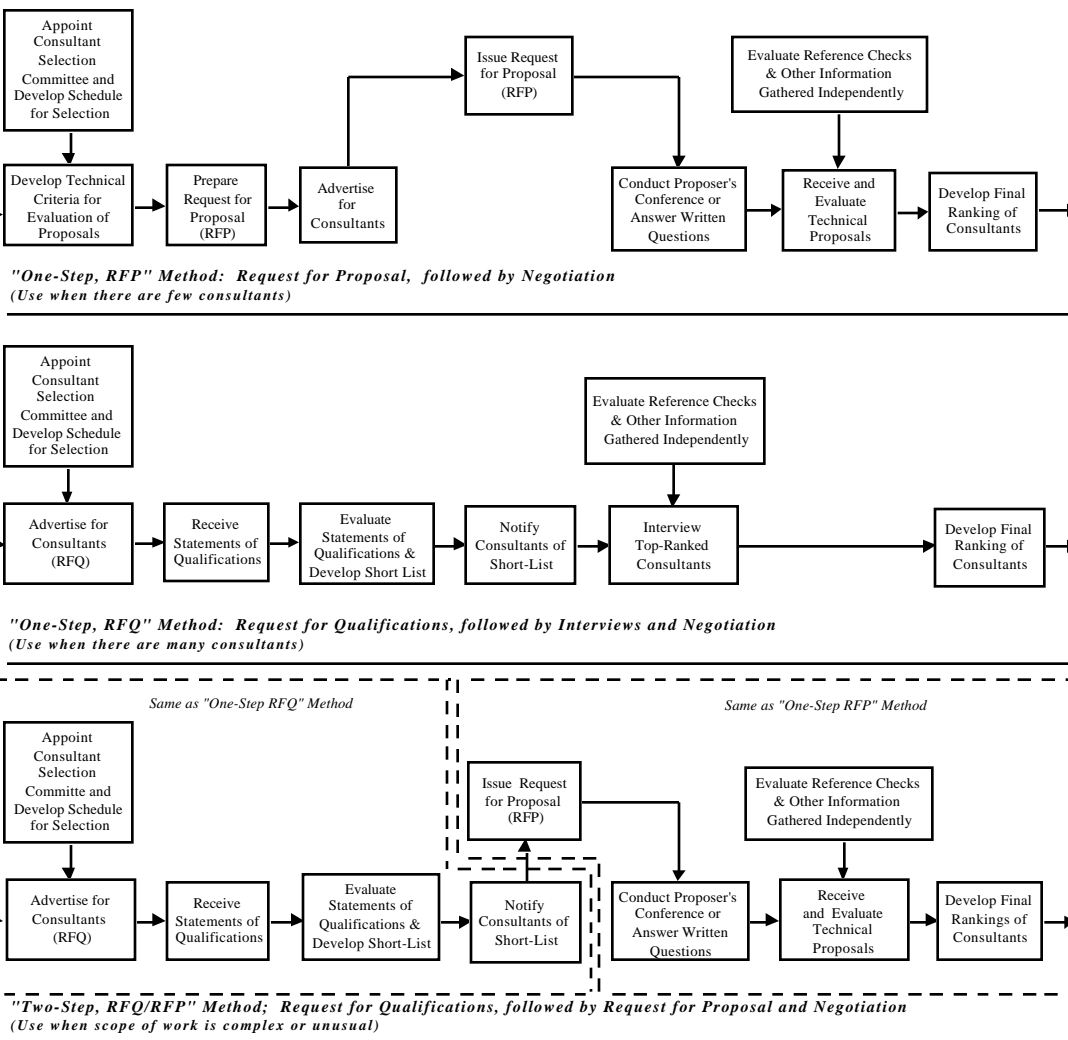 Appoint
Consultant
Selection
Committee and
Develop Schedule
for Selection
Issue Request
for Proposal
(RFP)
Evaluate Reference Checks
& Other Information
Gathered Independently
Develop Technical
Criteria for
Evaluation of
Proposals
Prepare
Request for
Proposal
(RFP)
Advertise
for
Consultants
Conduct Proposer's
Conference or
Answer Written
Questions
Receive and
Evaluate
Technical
Proposals
Develop Final
Ranking of
Consultants
"One-Step, RFP" Method: Request for Proposal, followed by Negotiation
(Use when there are few consultants)
Appoint
Consultant
Selection
Committee and
Develop Schedule
for Selection
Evaluate Reference Checks
& Other Information
Gathered Independently
Advertise for
Consultants
(RFQ)
Receive
Statements of
Qualifications
Evaluate
Statements of
Qualifications &
Develop Short List
Notify
Consultants of
Short-List
Interview
Top-Ranked
Consultants
Develop Final
Ranking of
Consultants
"One-Step, RFQ" Method: Request for Qualifications, followed by Interviews and Negotiation
(Use when there are many consultants)
Same as "One-Step RFQ" Method
Same as "One-Step RFP" Method
Appoint
Consultant
Selection
Committe and
Develop Schedule
for Selection
Issue Request
for Proposal
(RFP)
Evaluate Reference Checks
& Other Information
Gathered Independently
Advertise for
Consultants
(RFQ)
Receive
Statements of
Qualifications
Evaluate
Statements of
Qualifications &
Develop Short-List
Notify
Consultants of
Short-List
Conduct Proposer's
Conference or
Answer Written
Questions
Receive
and Evaluate
Technical
Proposals
Develop Final
Rankings of
Consultants
"Two-Step, RFQ/RFP" Method; Request for Qualifications, followed by Request for Proposal and Negotiation
(Use when scope of work is complex or unusual)